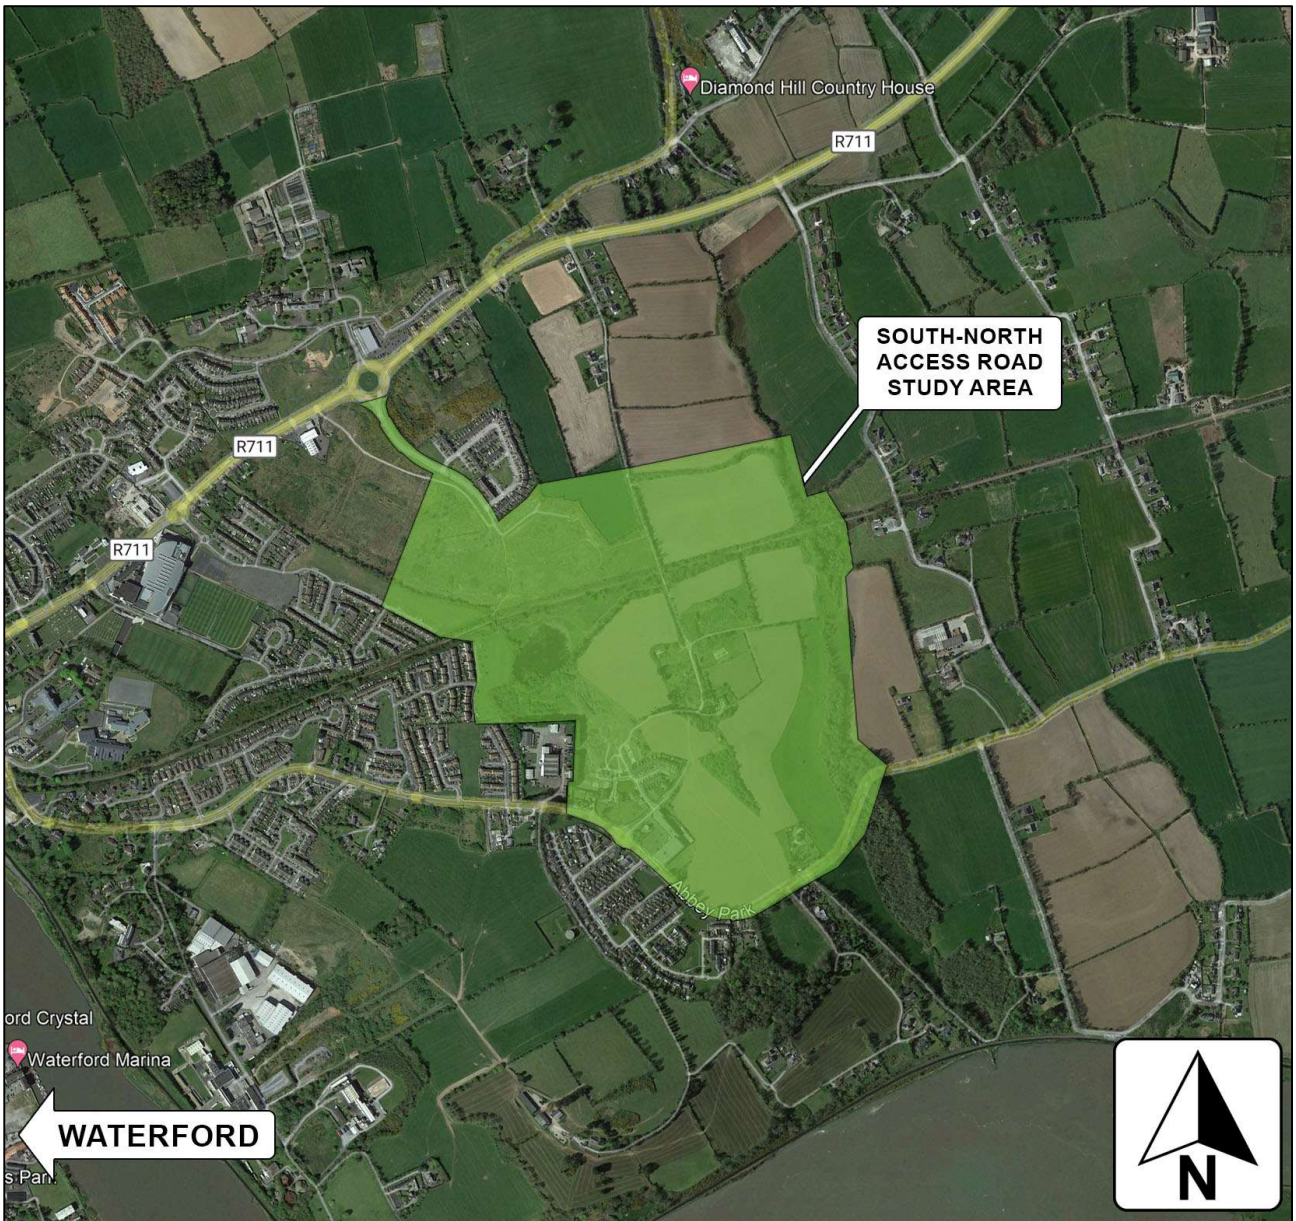 Diamond Hill Country House
R711
SOUTH-NORTH
ACCESS ROAD
STUDY AREA
R711
R711
Abbey Park
ord Crystal
Waterford Marina
WATERFORD
s Park
N